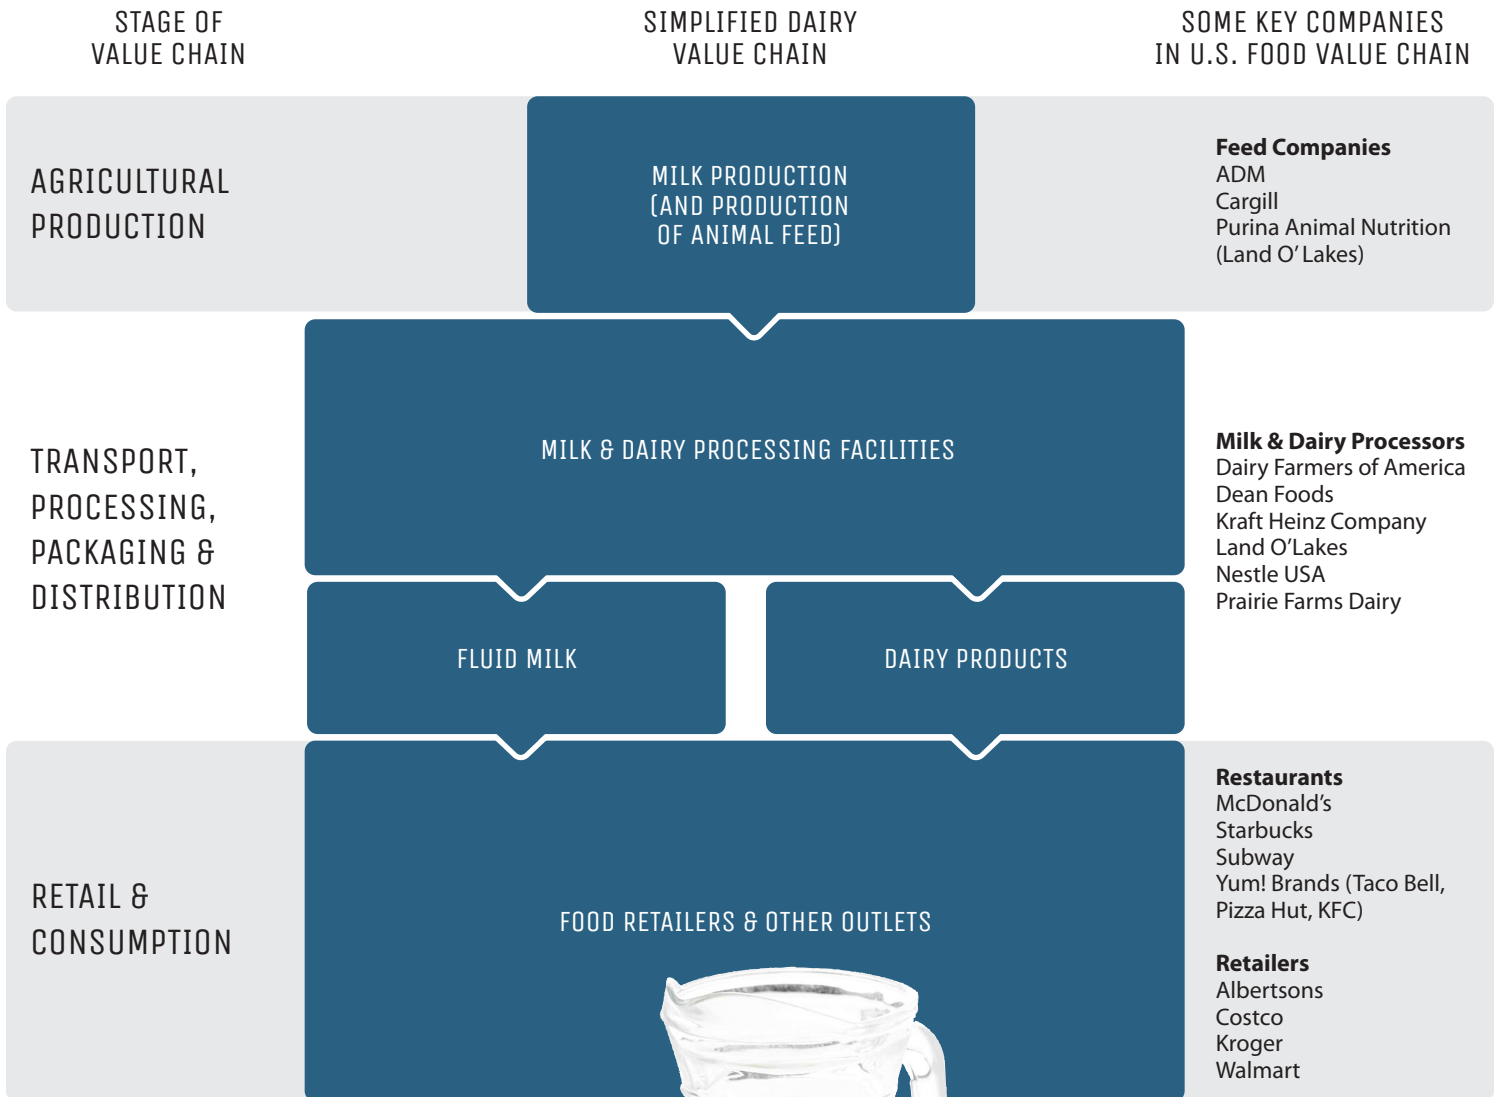 STAGE OF
VALUE CHAIN
SIMPLIFIED DAIRY
VALUE CHAIN
SOME KEY COMPANIES
IN U.S. FOOD VALUE CHAIN
AGRICULTURAL
PRODUCTION
MILK PRODUCTION
(AND PRODUCTION
OF ANIMAL FEED)
Feed Companies
ADM
Cargill
Purina Animal Nutrition
(Land O' Lakes)
TRANSPORT,
PROCESSING,
PACKAGING &
DISTRIBUTION
MILK & DAIRY PROCESSING FACILITIES
FLUID MILK
DAIRY PRODUCTS
Milk & Dairy Processors
Dairy Farmers of America
Dean Foods
Kraft Heinz Company
Land O'Lakes
Nestle USA
Prairie Farms Dairy
RETAIL &
CONSUMPTION
FOOD RETAILERS & OTHER OUTLETS
Restaurants
McDonald's
Starbucks
Subway
Yum! Brands (Taco Bell,
Pizza Hut, KFC)
Retailers
Albertsons
Costco
Kroger
Walmart